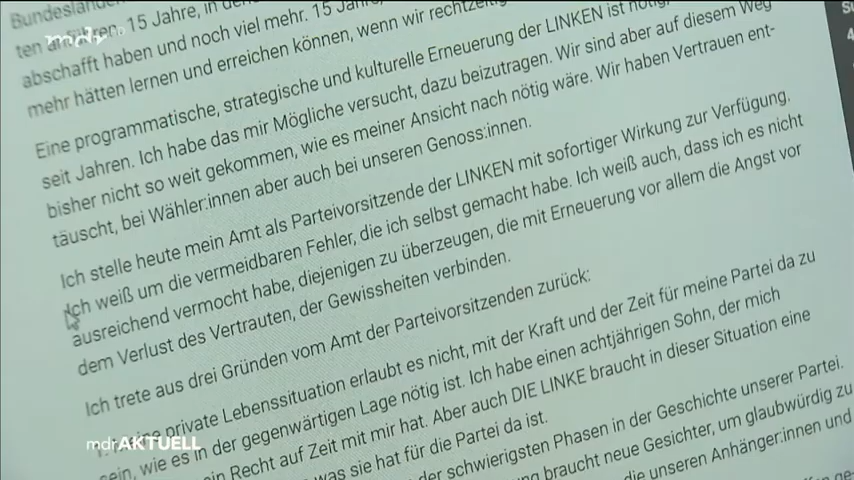 Bundesländer
ten anführen. 15 Jahre, in den
abschafft haben und noch viel mehr. 15 Jahre,
mehr hätten lernen und erreichen können, wenn wir rechtzeitig
Eine programmatische, strategische und kulturelle Erneuerung der LINKEN ist nötig,
seit Jahren. Ich habe das mir Mögliche versucht, dazu beizutragen. Wir sind aber auf diesem Weg
bisher nicht so weit gekommen, wie es meiner Ansicht nach nötig wäre. Wir haben Vertrauen ent-
täuscht, bei Wähler:innen aber auch bei unseren Genoss:innen.
Ich stelle heute mein Amt als Parteivorsitzende der LINKEN mit sofortiger Wirkung zur Verfügung.
Ich weiß um die vermeidbaren Fehler, die ich selbst gemacht habe. Ich weiß auch, dass ich es nicht
ausreichend vermocht habe, diejenigen zu überzeugen, die mit Erneuerung vor allem die Angst vor
dem Verlust des Vertrauten, der Gewissheiten verbinden.
Ich trete aus drei Gründen vom Amt der Parteivorsitzenden zurück:
private Lebenssituation erlaubt es nicht, mit der Kraft und der Zeit für meine Partei da zu
sein, wie es in der gegenwärtigen Lage nötig ist. Ich habe einen achtjährigen Sohn, der mich
ein Recht auf Zeit mit mir hat. Aber auch DIE LINKE braucht in dieser Situation eine
was sie hat für die Partei da ist.
der schwierigsten Phasen in der Geschichte unserer Partei.
braucht neue Gesichter, um glaubwürdig zu
die unseren Anhänger:innen und
mdr
mdrAKTUELL